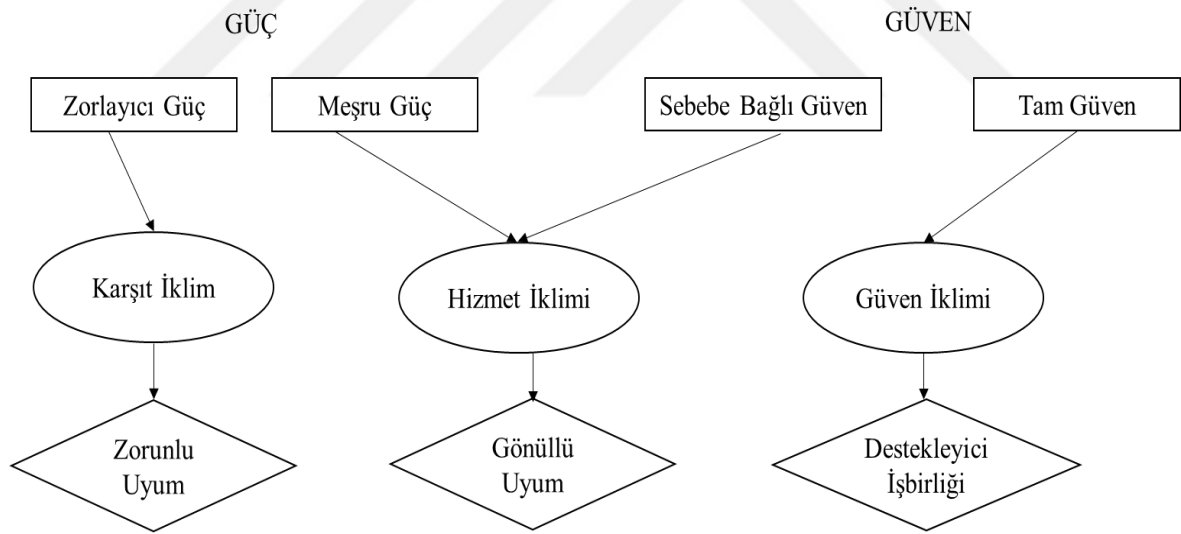 GÜÇ
GÜVEN
Zorlayıcı Güç
Meşru Güç
Sebebe Bağlı Güven
Tam Güven
Karşıt İklim
Hizmet İklimi
Güven İklimi
Zorunlu
Uyum
Gönüllü
Uyum
Destekleyici
İşbirliği